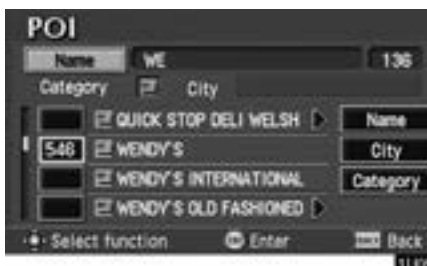 POI
Name WE 136
Category City
QUICK STOP DELI WELSH Name
546 WENDY'S City
WENDY'S INTERNATIONAL Category
WENDY'S OLD FASHIONED
Select function Enter Back